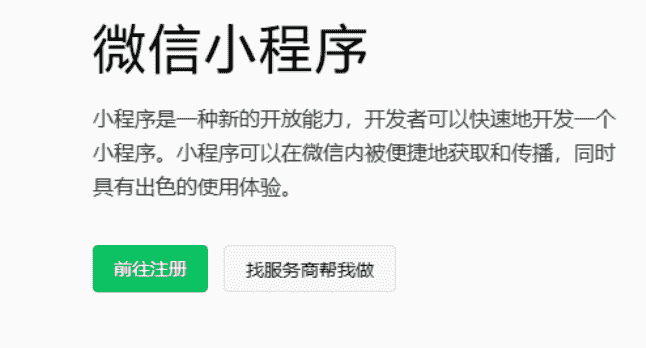 微信小程序
小程序是一种新的开放能力，开发者可以快速地开发一个
小程序。小程序可以在微信内被便捷地获取和传播，同时
具有出色的使用体验。
前往注册
找服务商帮我做